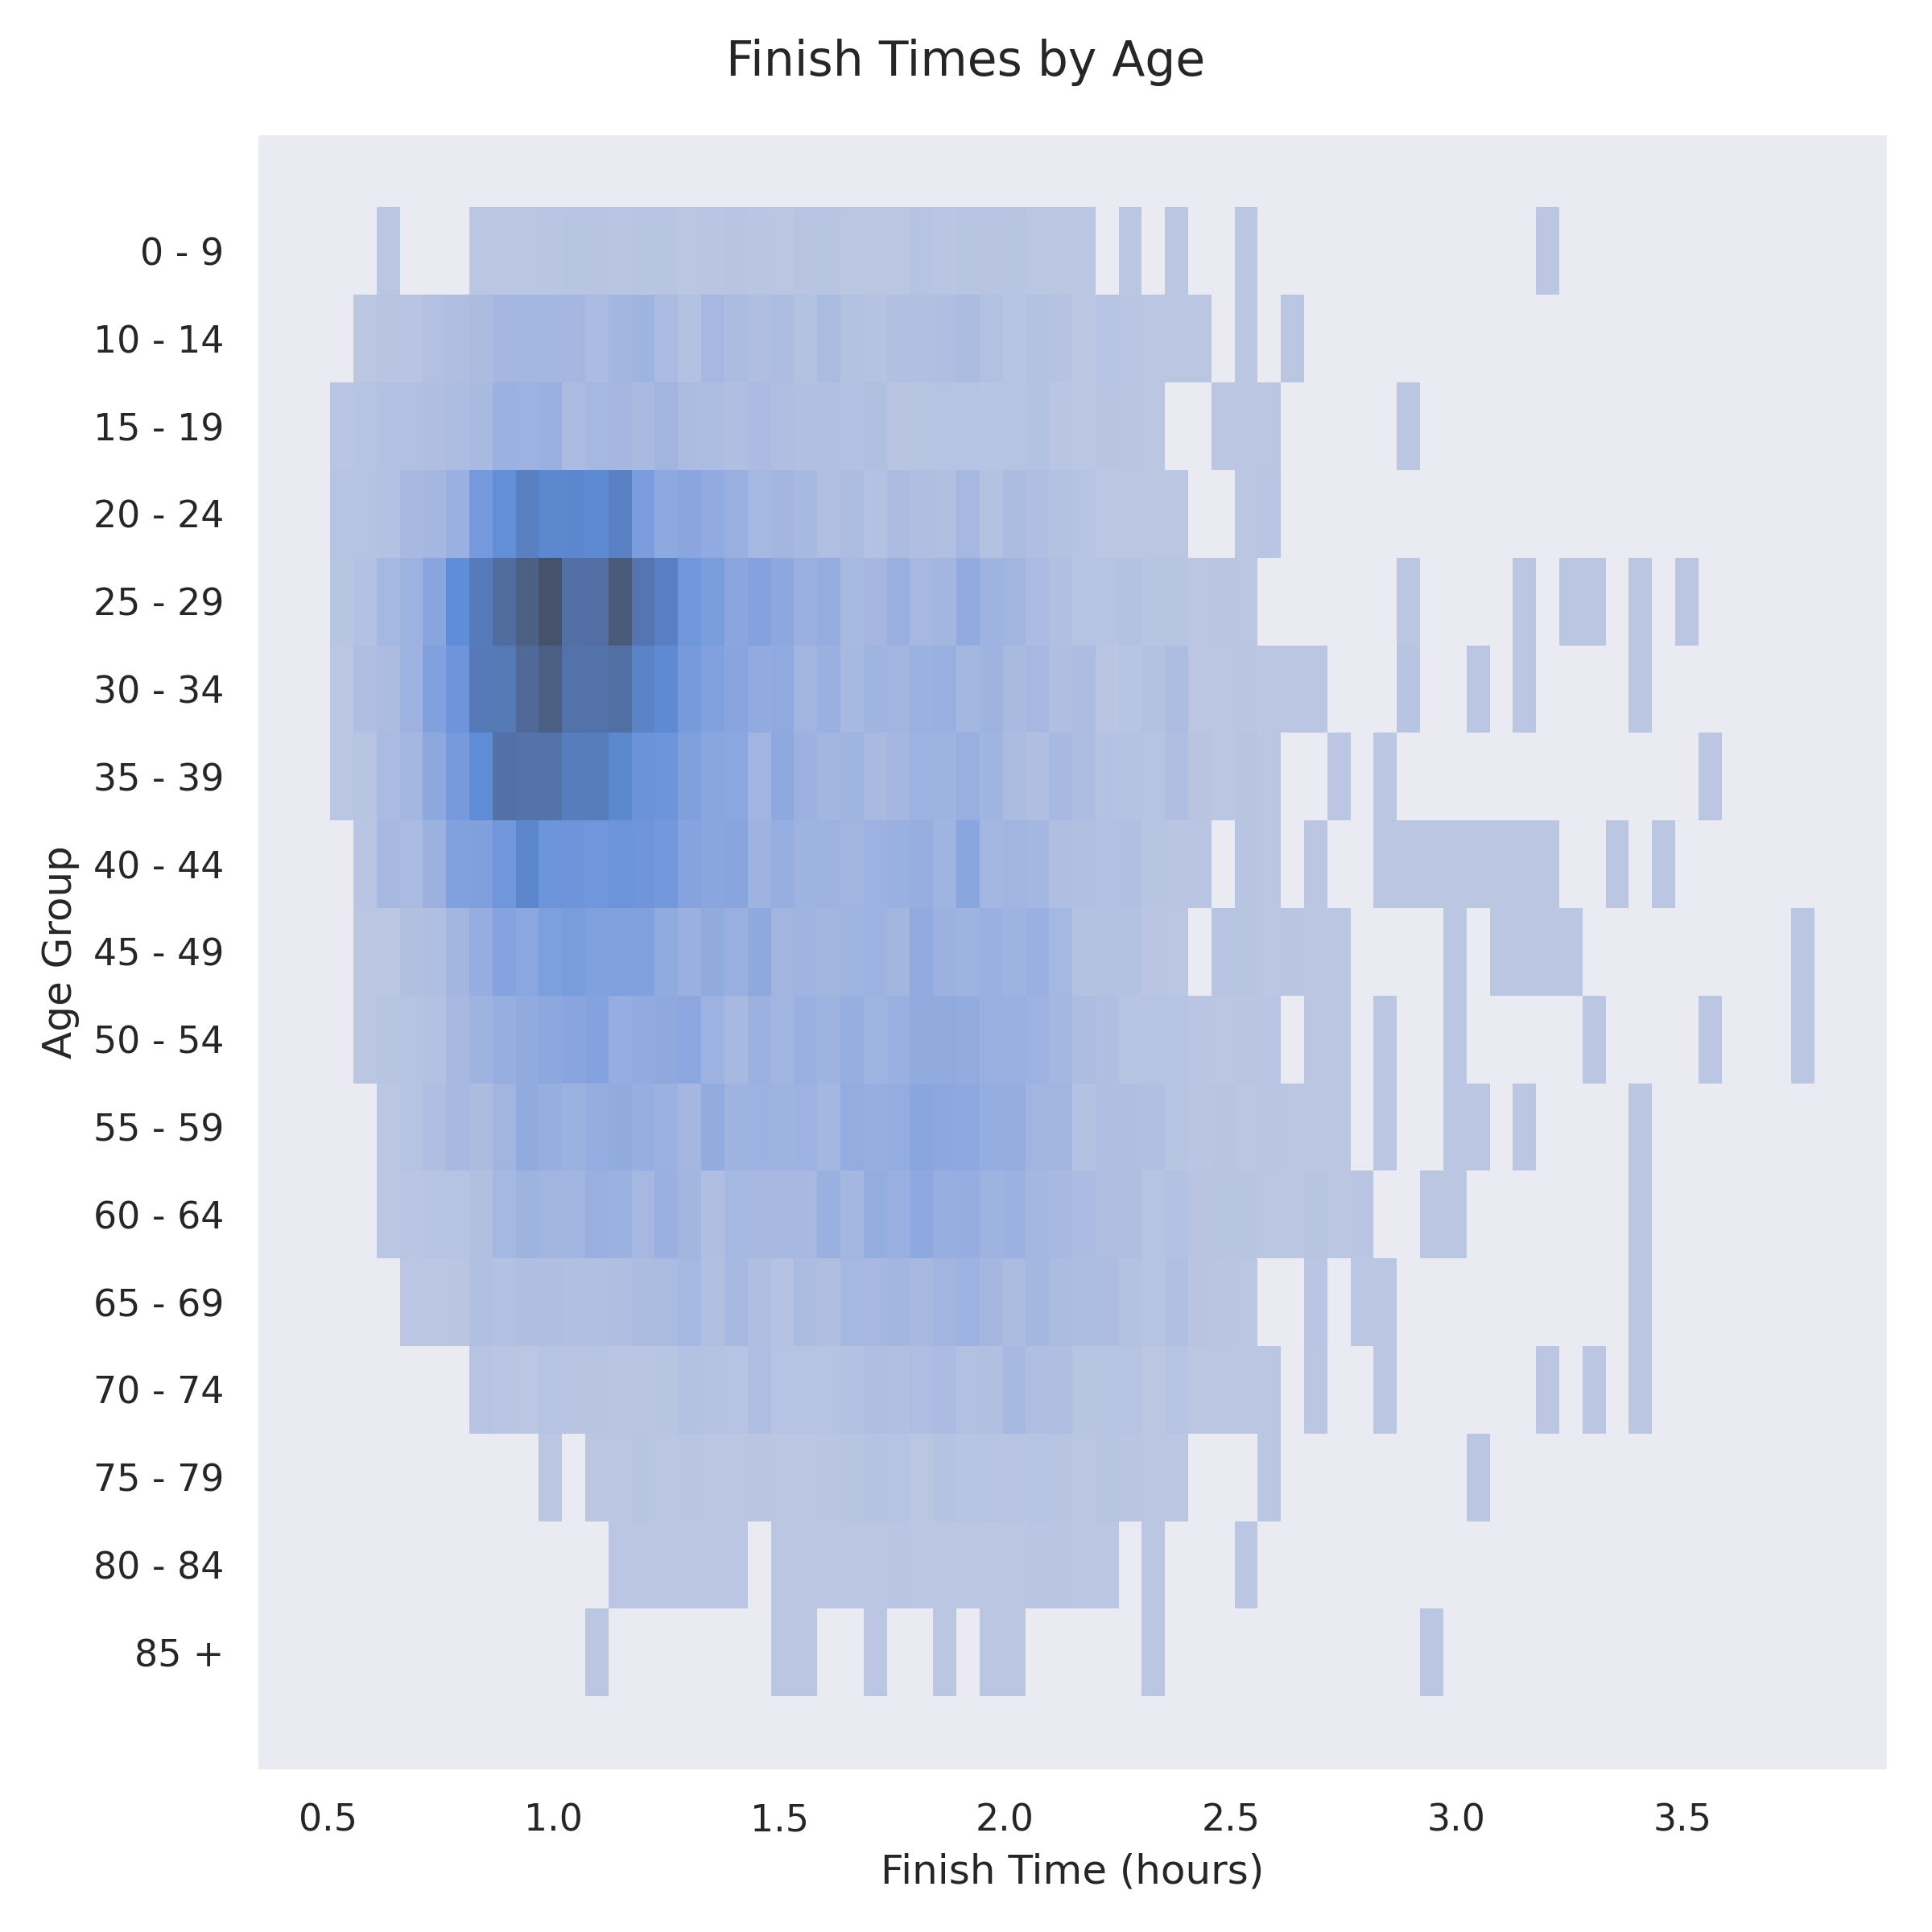 Finish Times by Age
Age Group
0 - 9
10 - 14
15 - 19
20 - 24
25 - 29
30 - 34
35 - 39
40 - 44
45 - 49
50 - 54
55 - 59
60 - 64
65 - 69
70 - 74
75 - 79
80 - 84
85 +
0.5 1.0 1.5 2.0 2.5 3.0 3.5
Finish Time (hours)